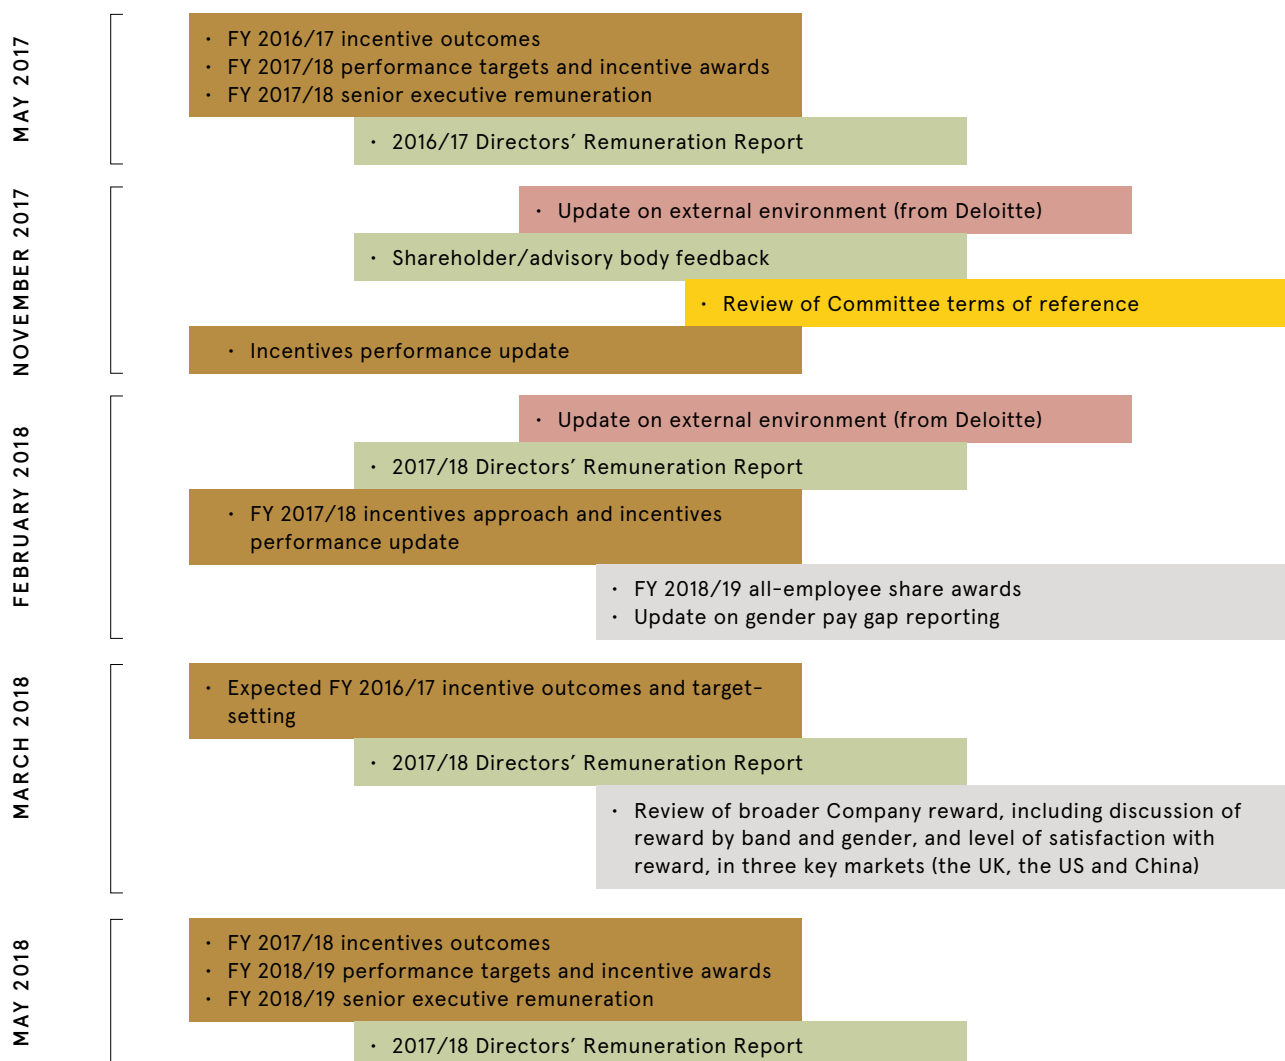 MAY 2017
• FY 2016/17 incentive outcomes
• FY 2017/18 performance targets and incentive awards
• FY 2017/18 senior executive remuneration
• 2016/17 Directors’ Remuneration Report
NOVEMBER 2017
• Update on external environment (from Deloitte)
• Shareholder/advisory body feedback
• Review of Committee terms of reference
• Incentives performance update
FEBRUARY 2018
• Update on external environment (from Deloitte)
• 2017/18 Directors’ Remuneration Report
• FY 2017/18 incentives approach and incentives
performance update
• FY 2018/19 all-employee share awards
• Update on gender pay gap reporting
MARCH 2018
• Expected FY 2016/17 incentive outcomes and target-
setting
• 2017/18 Directors’ Remuneration Report
• Review of broader Company reward, including discussion of
reward by band and gender, and level of satisfaction with
reward, in three key markets (the UK, the US and China)
MAY 2018
• FY 2017/18 incentives outcomes
• FY 2018/19 performance targets and incentive awards
• FY 2018/19 senior executive remuneration
• 2017/18 Directors’ Remuneration Report